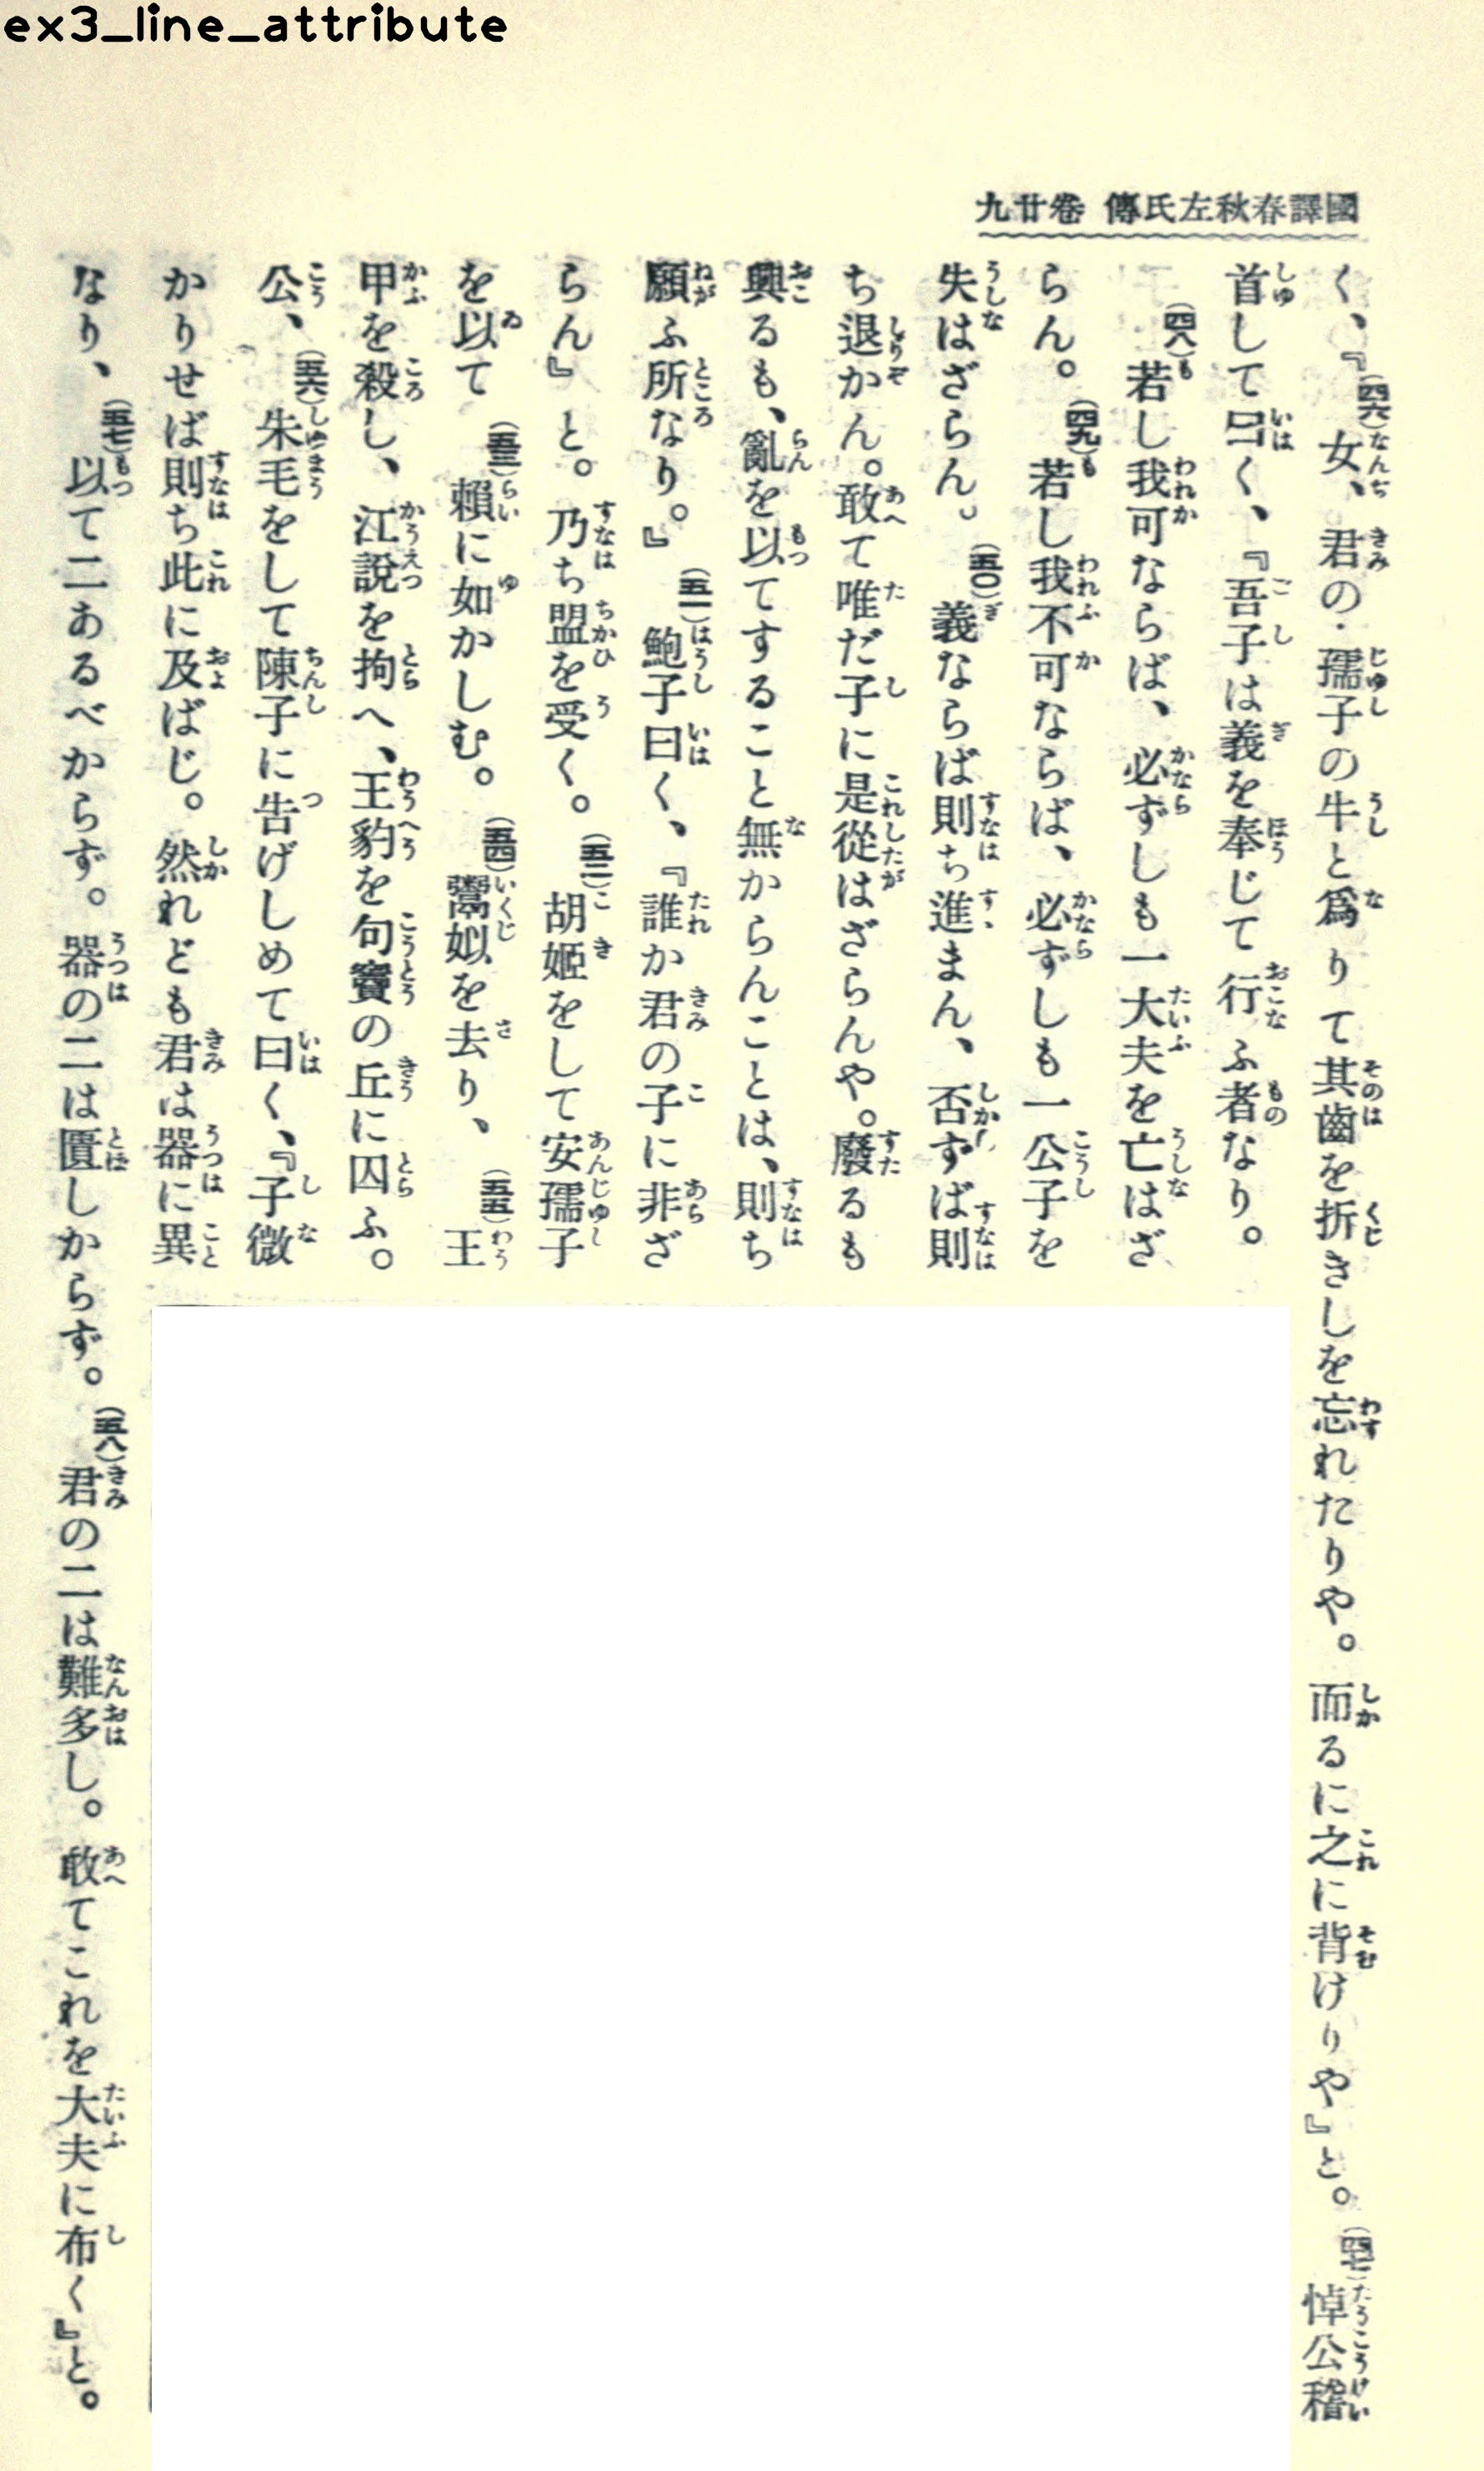 ex3_line_attribute
國譯春秋左氏傳 卷廿九
く、『(四六)女、君の・孺子の牛と爲りて其齒を折きしを忘れたりや。而るに之に背けりや』と。(四七)悼公稽
首して曰く、『吾子は義を奉じて行ふ者なり。
(四八)若し我可ならば、必ずしも一大夫を亡はざ
らん。(四九)若し我不可ならば、必ずしも一公子を
失はざらん。(五〇)義ならば則ち進まん、否ずば則
ち退かん。敢て唯だ子に是從はざらんや。廢るも
興るも、亂を以てすること無からんことは、則ち
願ふ所なり。』(五一)鮑子曰く、『誰か君の子に非ざ
らん』と。乃ち盟を受く。(五二)胡姬をして安孺子
を以て(五三)賴に如かしむ。(五四)鬻姒を去り、(五五)王
甲を殺し、江說を拘へ、王豹を句竇の丘に囚ふ。
公、(五六)朱毛をして陳子に告げしめて曰く、『子微
かりせば則ち此に及ばじ。然れども君は器に異
なり、(五七)以て二あるべからず。器の二は匱しからず。(五八)君の二は難多し。敢てこれを大夫に布く』と。